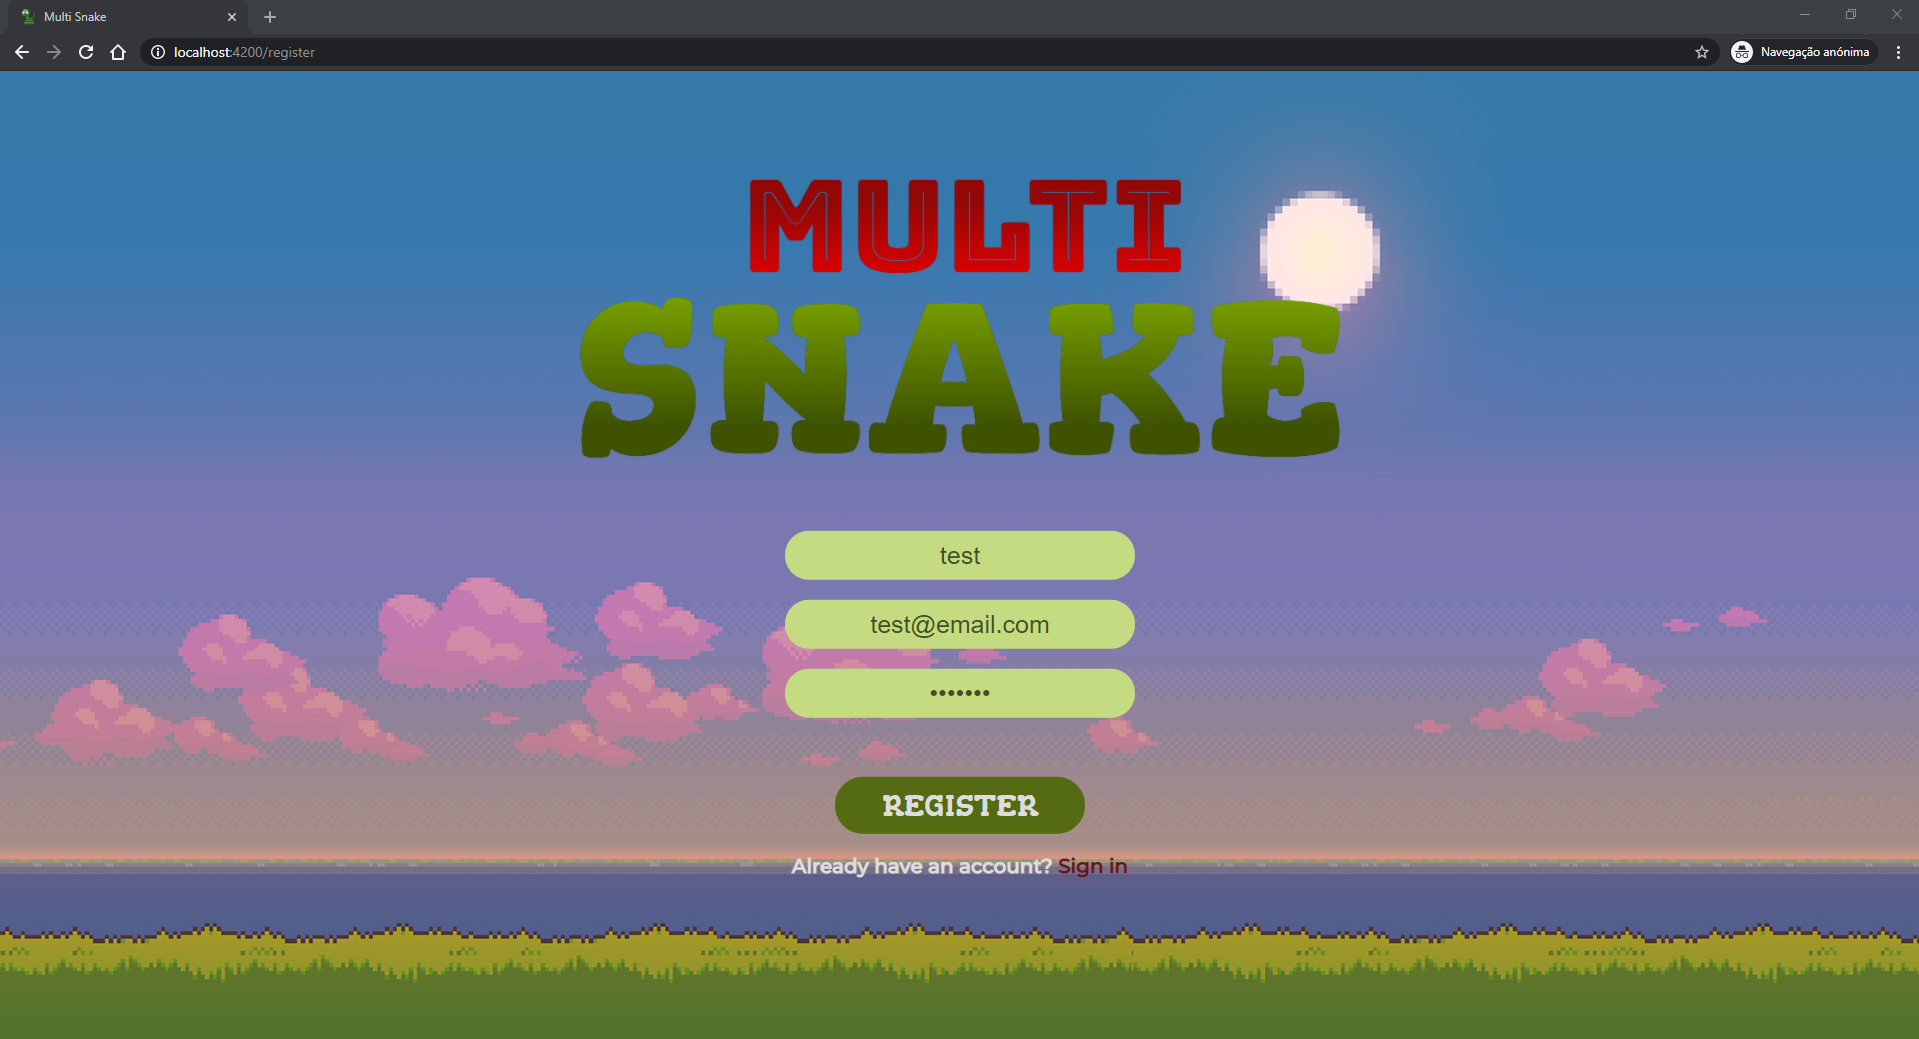 Multi Snake
localhost:4200/register
Navegação anónima
MULTI
SNAKE
test
test@email.com
•••••••
REGISTER
Already have an account? Sign in